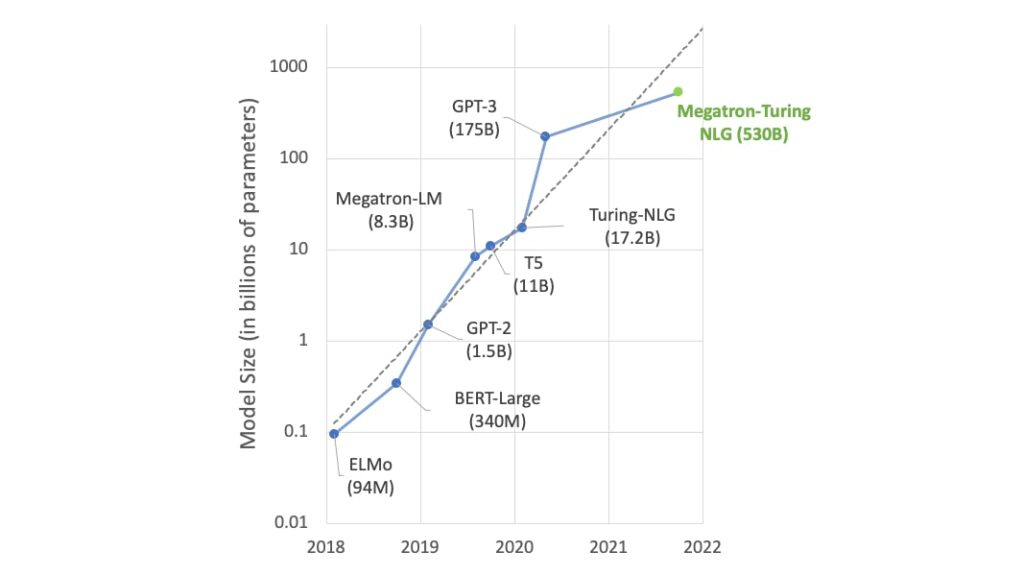 Model Size (in billions of parameters)
1000
100
10
1
0.1
0.01
2018
2019
2020
2021
2022
GPT-3
(175B)
Megatron-Turing
NLG (530B)
Megatron-LM
(8.3B)
Turing-NLG
(17.2B)
T5
(11B)
GPT-2
(1.5B)
BERT-Large
(340M)
ELMo
(94M)